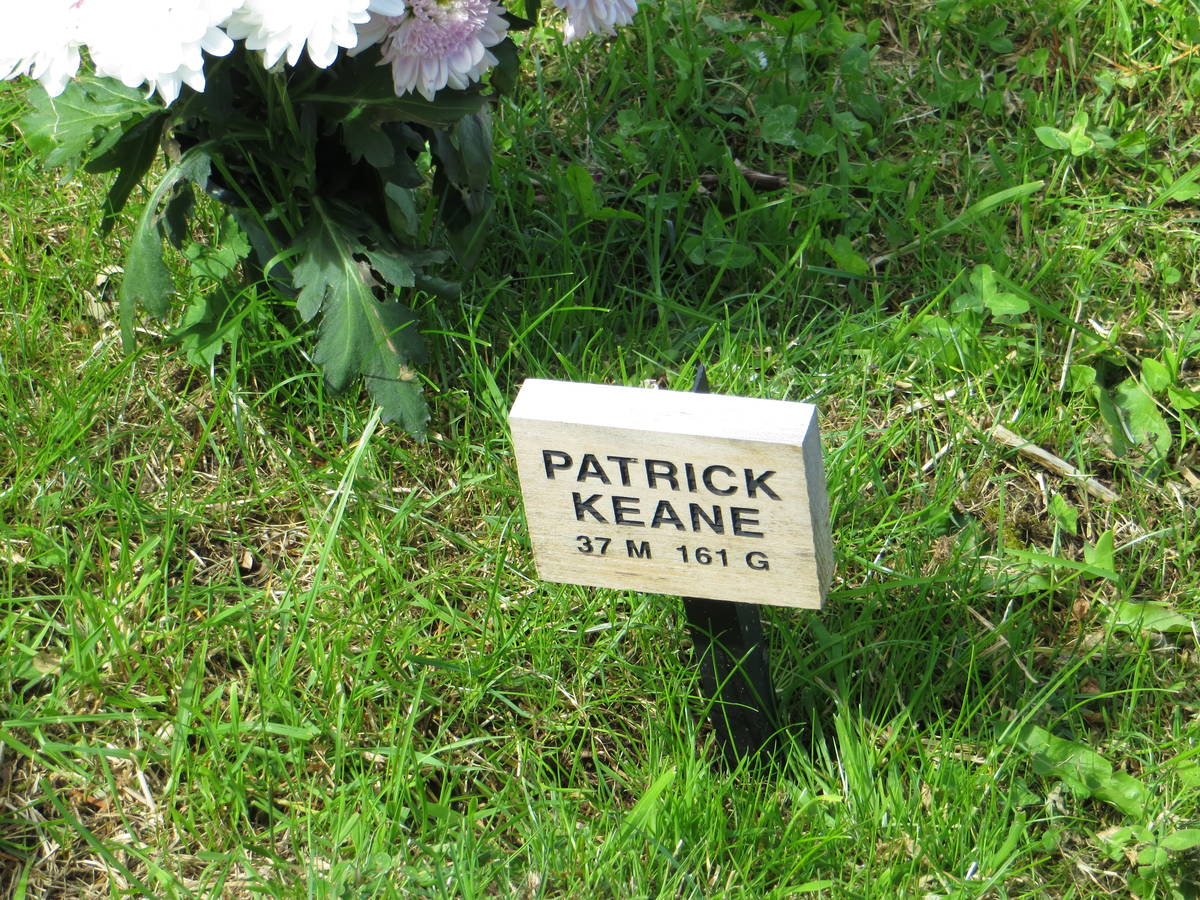 PATRICK
KEANE
37 M 161 G